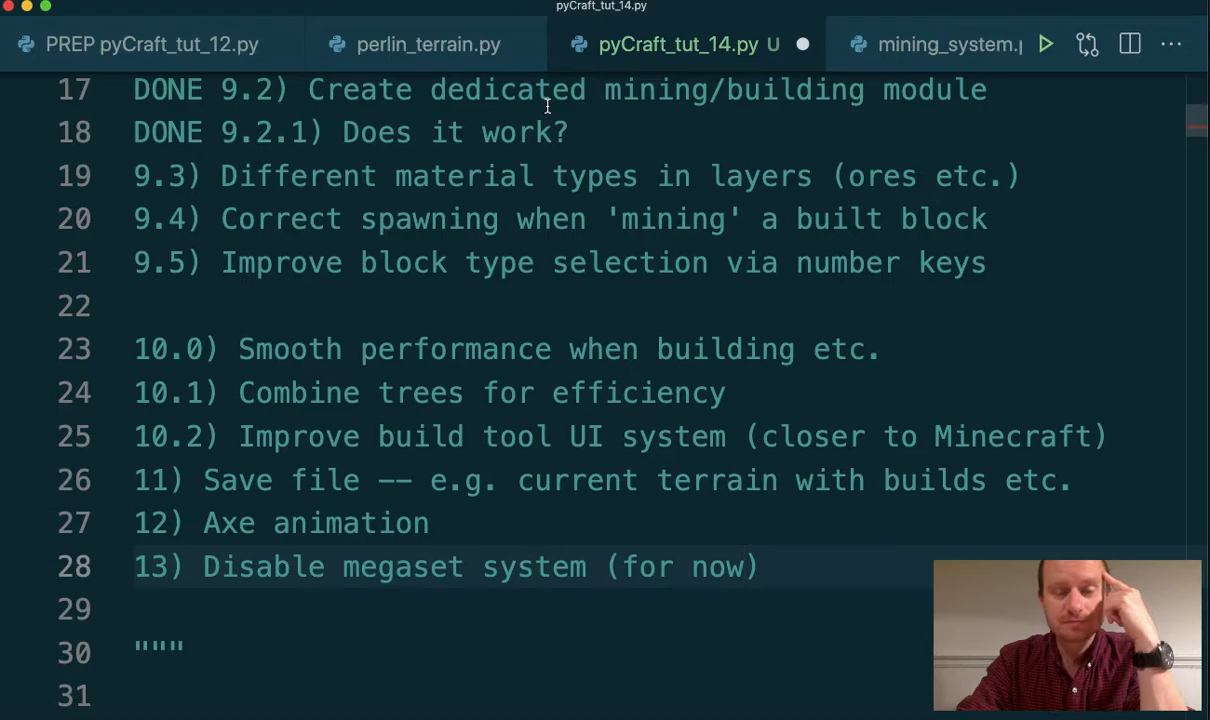 pyCraft_tut_14.py
PREP pyCraft_tut_12.py
perlin_terrain.py
pyCraft_tut_14.py U
mining_system.p
17 DONE 9.2) Create dedicated mining/building module
18 DONE 9.2.1) Does it work?
19 9.3) Different material types in layers (ores etc.)
20 9.4) Correct spawning when 'mining' a built block
21 9.5) Improve block type selection via number keys
22
23 10.0) Smooth performance when building etc.
24 10.1) Combine trees for efficiency
25 10.2) Improve build tool UI system (closer to Minecraft)
26 11) Save file -- e.g. current terrain with builds etc.
27 12) Axe animation
28 13) Disable megaset system (for now)
29
30 """
31